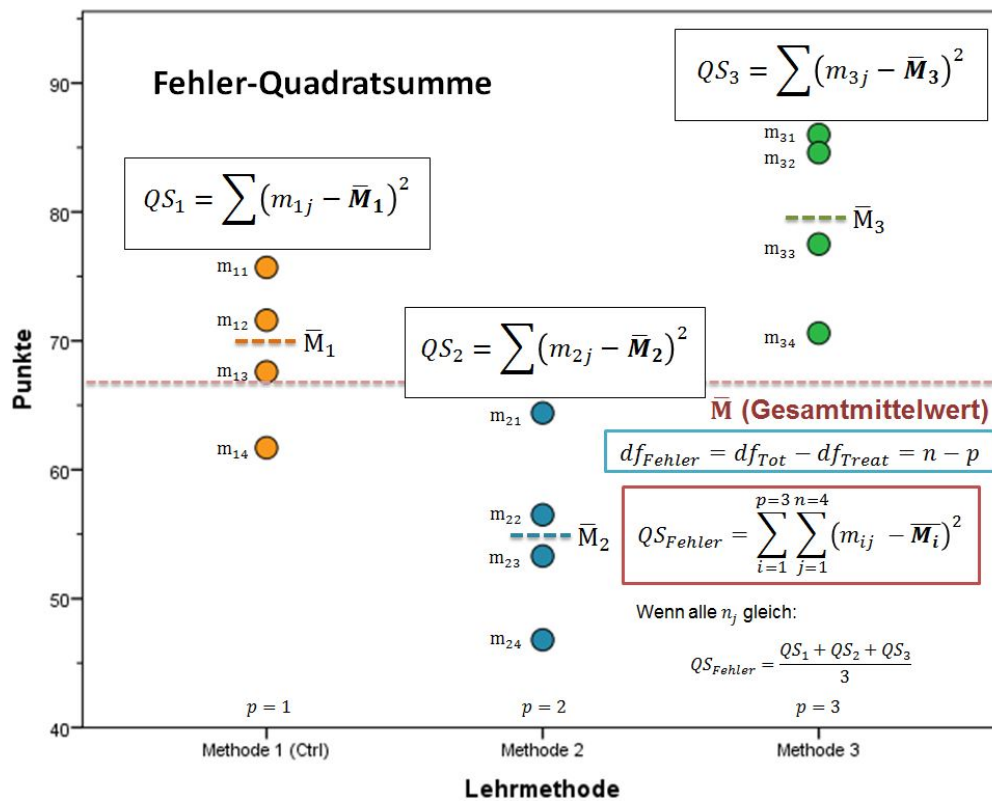 Fehler-Quadratsumme
QS₃ = ∑(m₃ⱼ − M̄₃)²
QS₁ = ∑(m₁ⱼ − M̄₁)²
QS₂ = ∑(m₂ⱼ − M̄₂)²
90
80
70
60
50
40
Punkte
m₁₁
m₁₂
M̄₁
m₁₃
m₁₄
m₂₁
m₂₂
M̄₂
m₂₃
m₂₄
m₃₁
m₃₂
M̄₃
m₃₃
m₃₄
M̄ (Gesamtmittelwert)
df_Fehler = df_Tot − df_Treat = n − p
QS_Fehler = ∑_{i=1}^{p=3} ∑_{j=1}^{n=4} (m_ij − M̄ᵢ)²
Wenn alle nⱼ gleich:
QS_Fehler = (QS₁ + QS₂ + QS₃) / 3
p = 1
p = 2
p = 3
Methode 1 (Ctrl)
Methode 2
Methode 3
Lehrmethode